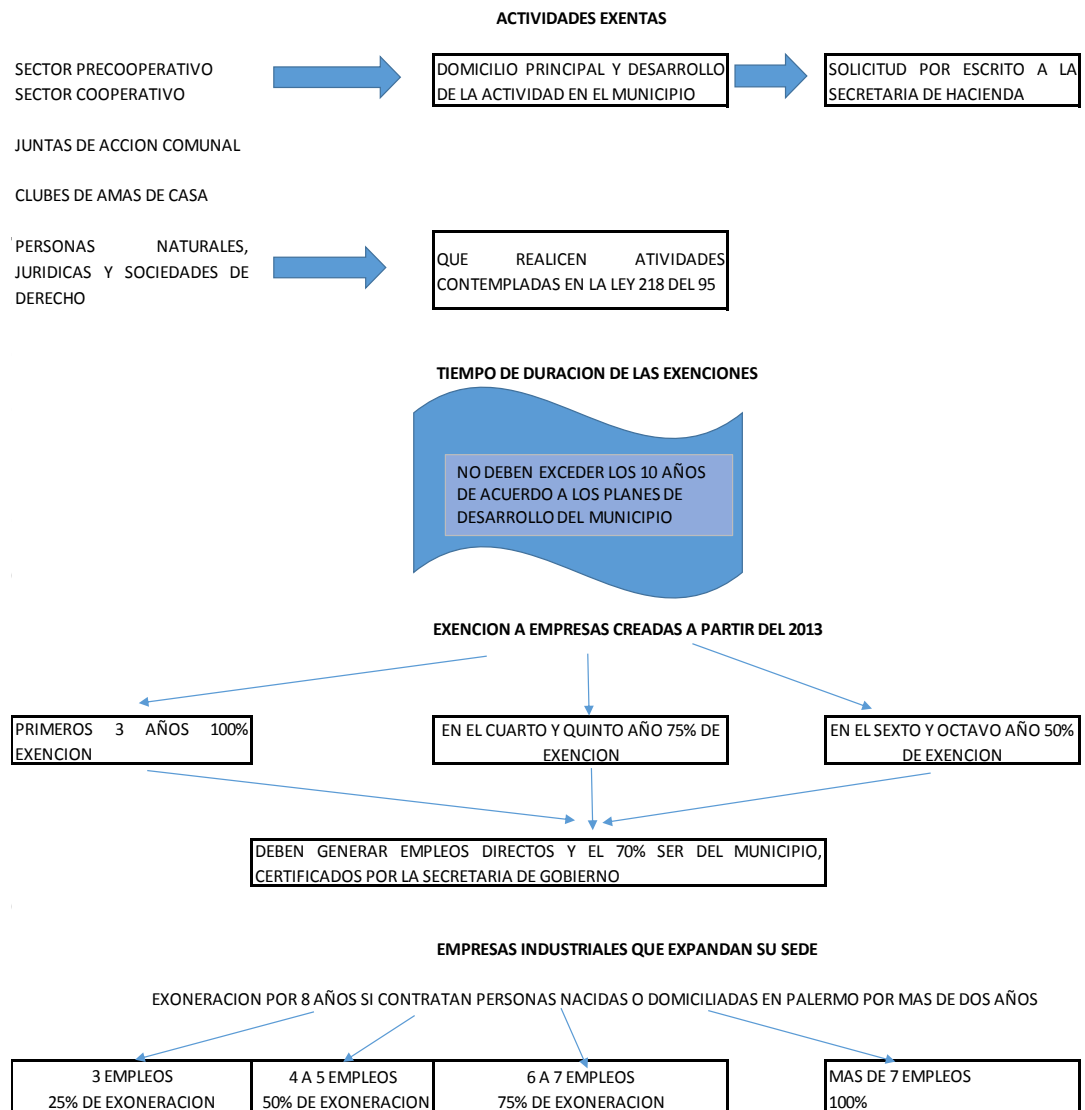 ACTIVIDADES EXENTAS
SECTOR PRECOOPERATIVO
SECTOR COOPERATIVO
DOMICILIO PRINCIPAL Y DESARROLLO
DE LA ACTIVIDAD EN EL MUNICIPIO
SOLICITUD POR ESCRITO A LA
SECRETARIA DE HACIENDA
JUNTAS DE ACCION COMUNAL
CLUBES DE AMAS DE CASA
PERSONAS NATURALES,
JURIDICAS Y SOCIEDADES DE
DERECHO
QUE REALICEN ATIVIDADES
CONTEMPLADAS EN LA LEY 218 DEL 95
TIEMPO DE DURACION DE LAS EXENCIONES
NO DEBEN EXCEDER LOS 10 AÑOS
DE ACUERDO A LOS PLANES DE
DESARROLLO DEL MUNICIPIO
EXENCION A EMPRESAS CREADAS A PARTIR DEL 2013
PRIMEROS 3 AÑOS 100%
EXENCION
EN EL CUARTO Y QUINTO AÑO 75% DE
EXENCION
EN EL SEXTO Y OCTAVO AÑO 50%
DE EXENCION
DEBEN GENERAR EMPLEOS DIRECTOS Y EL 70% SER DEL MUNICIPIO,
CERTIFICADOS POR LA SECRETARIA DE GOBIERNO
EMPRESAS INDUSTRIALES QUE EXPANDAN SU SEDE
EXONERACION POR 8 AÑOS SI CONTRATAN PERSONAS NACIDAS O DOMICILIADAS EN PALERMO POR MAS DE DOS AÑOS
3 EMPLEOS
25% DE EXONERACION
4 A 5 EMPLEOS
50% DE EXONERACION
6 A 7 EMPLEOS
75% DE EXONERACION
MAS DE 7 EMPLEOS
100%